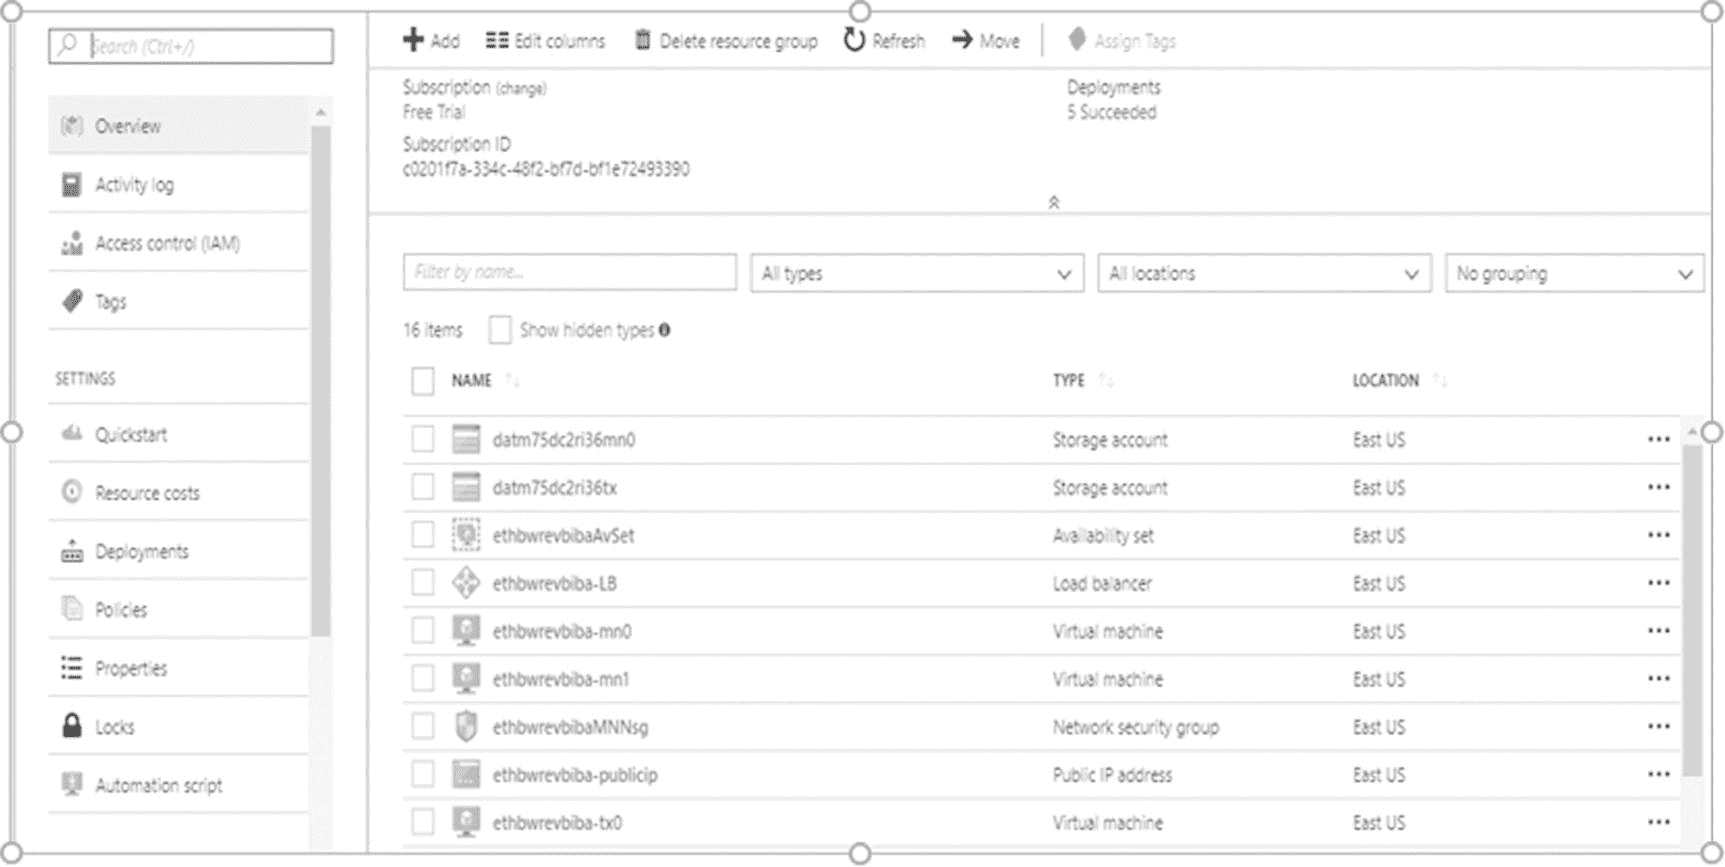 Search (Ctrl+/)
Overview
Activity log
Access control (IAM)
Tags
SETTINGS
Quickstart
Resource costs
Deployments
Policies
Properties
Locks
Automation script
Add Edit columns Delete resource group Refresh Move Assign Tags
Subscription (change)
Free Trial
Deployments
5 Succeeded
Subscription ID
c0201f7a-334c-48f2-bf7d-bf1e72493390
Filter by name... All types All locations No grouping
16 items Show hidden types
NAME TYPE LOCATION
datm75dc2ri36mn0 Storage account East US
datm75dc2ri36tx Storage account East US
ethbwrevbibaAvSet Availability set East US
ethbwrevbiba-LB Load balancer East US
ethbwrevbiba-mn0 Virtual machine East US
ethbwrevbiba-mn1 Virtual machine East US
ethbwrevbibaMNNsg Network security group East US
ethbwrevbiba-publicip Public IP address East US
ethbwrevbiba-tx0 Virtual machine East US